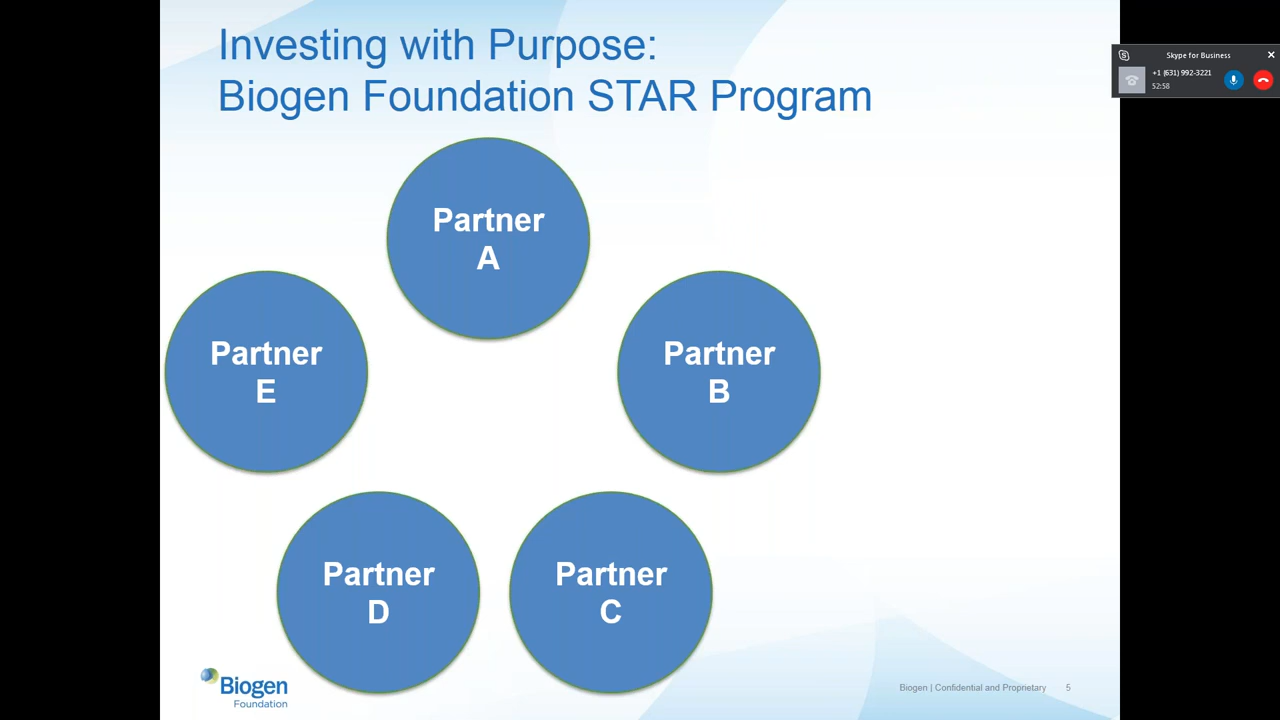 Investing with Purpose:
Biogen Foundation STAR Program
Skype for Business
+1 (631) 992-3221
52:58
Partner
A
Partner
E
Partner
B
Partner
D
Partner
C
Biogen
Foundation
Biogen | Confidential and Proprietary 5